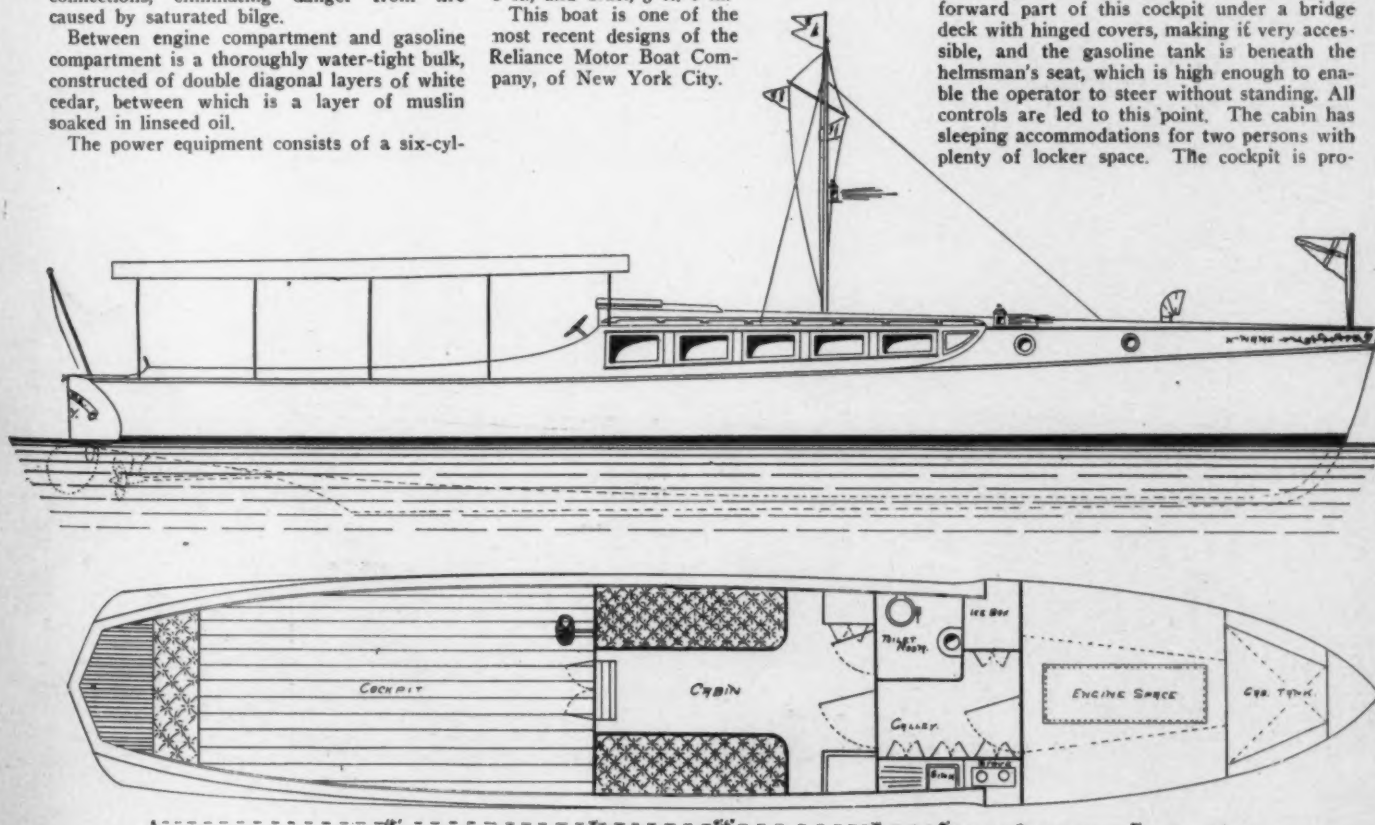 caused by saturated bilge.
Between engine compartment and gasoline
compartment is a thoroughly water-tight bulk,
constructed of double diagonal layers of white
cedar, between which is a layer of muslin
soaked in linseed oil.
The power equipment consists of a six-cyl-
This boat is one of the
most recent designs of the
Reliance Motor Boat Com-
pany, of New York City.
forward part of this cockpit under a bridge
deck with hinged covers, making it very acces-
sible, and the gasoline tank is beneath the
helmsman's seat, which is high enough to ena-
ble the operator to steer without standing. All
controls are led to this point. The cabin has
sleeping accommodations for two persons with
plenty of locker space. The cockpit is pro-
COCKPIT
CABIN
TOILET
ROOM.
ICE BOX
GALLEY.
SINK
STOVE
ENGINE SPACE
GAS. TANK.